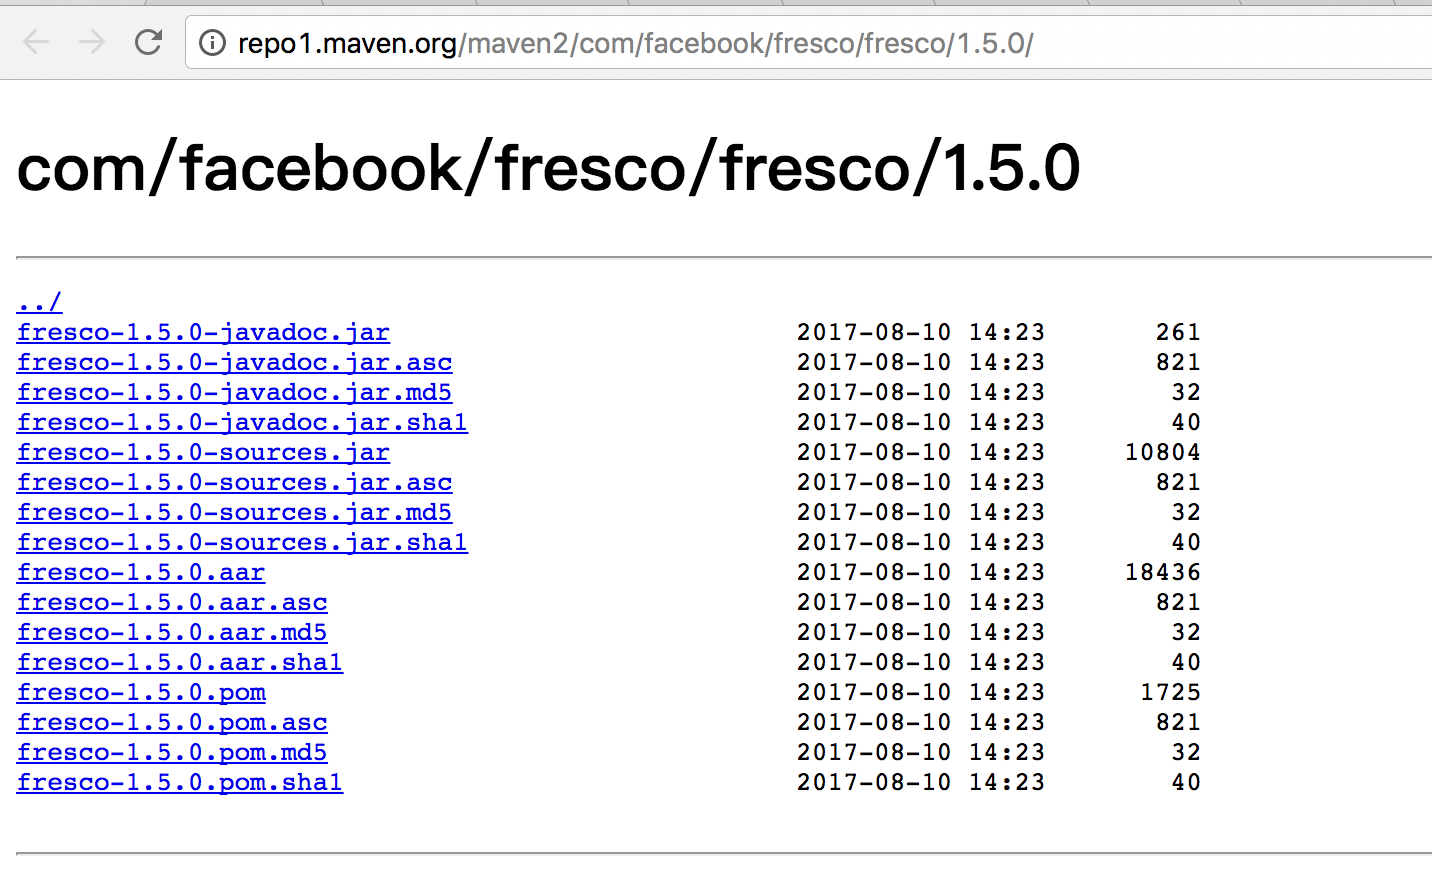 repo1.maven.org/maven2/com/facebook/fresco/fresco/1.5.0/
com/facebook/fresco/fresco/1.5.0
../
fresco-1.5.0-javadoc.jar 2017-08-10 14:23 261
fresco-1.5.0-javadoc.jar.asc 2017-08-10 14:23 821
fresco-1.5.0-javadoc.jar.md5 2017-08-10 14:23 32
fresco-1.5.0-javadoc.jar.sha1 2017-08-10 14:23 40
fresco-1.5.0-sources.jar 2017-08-10 14:23 10804
fresco-1.5.0-sources.jar.asc 2017-08-10 14:23 821
fresco-1.5.0-sources.jar.md5 2017-08-10 14:23 32
fresco-1.5.0-sources.jar.sha1 2017-08-10 14:23 40
fresco-1.5.0.aar 2017-08-10 14:23 18436
fresco-1.5.0.aar.asc 2017-08-10 14:23 821
fresco-1.5.0.aar.md5 2017-08-10 14:23 32
fresco-1.5.0.aar.sha1 2017-08-10 14:23 40
fresco-1.5.0.pom 2017-08-10 14:23 1725
fresco-1.5.0.pom.asc 2017-08-10 14:23 821
fresco-1.5.0.pom.md5 2017-08-10 14:23 32
fresco-1.5.0.pom.sha1 2017-08-10 14:23 40